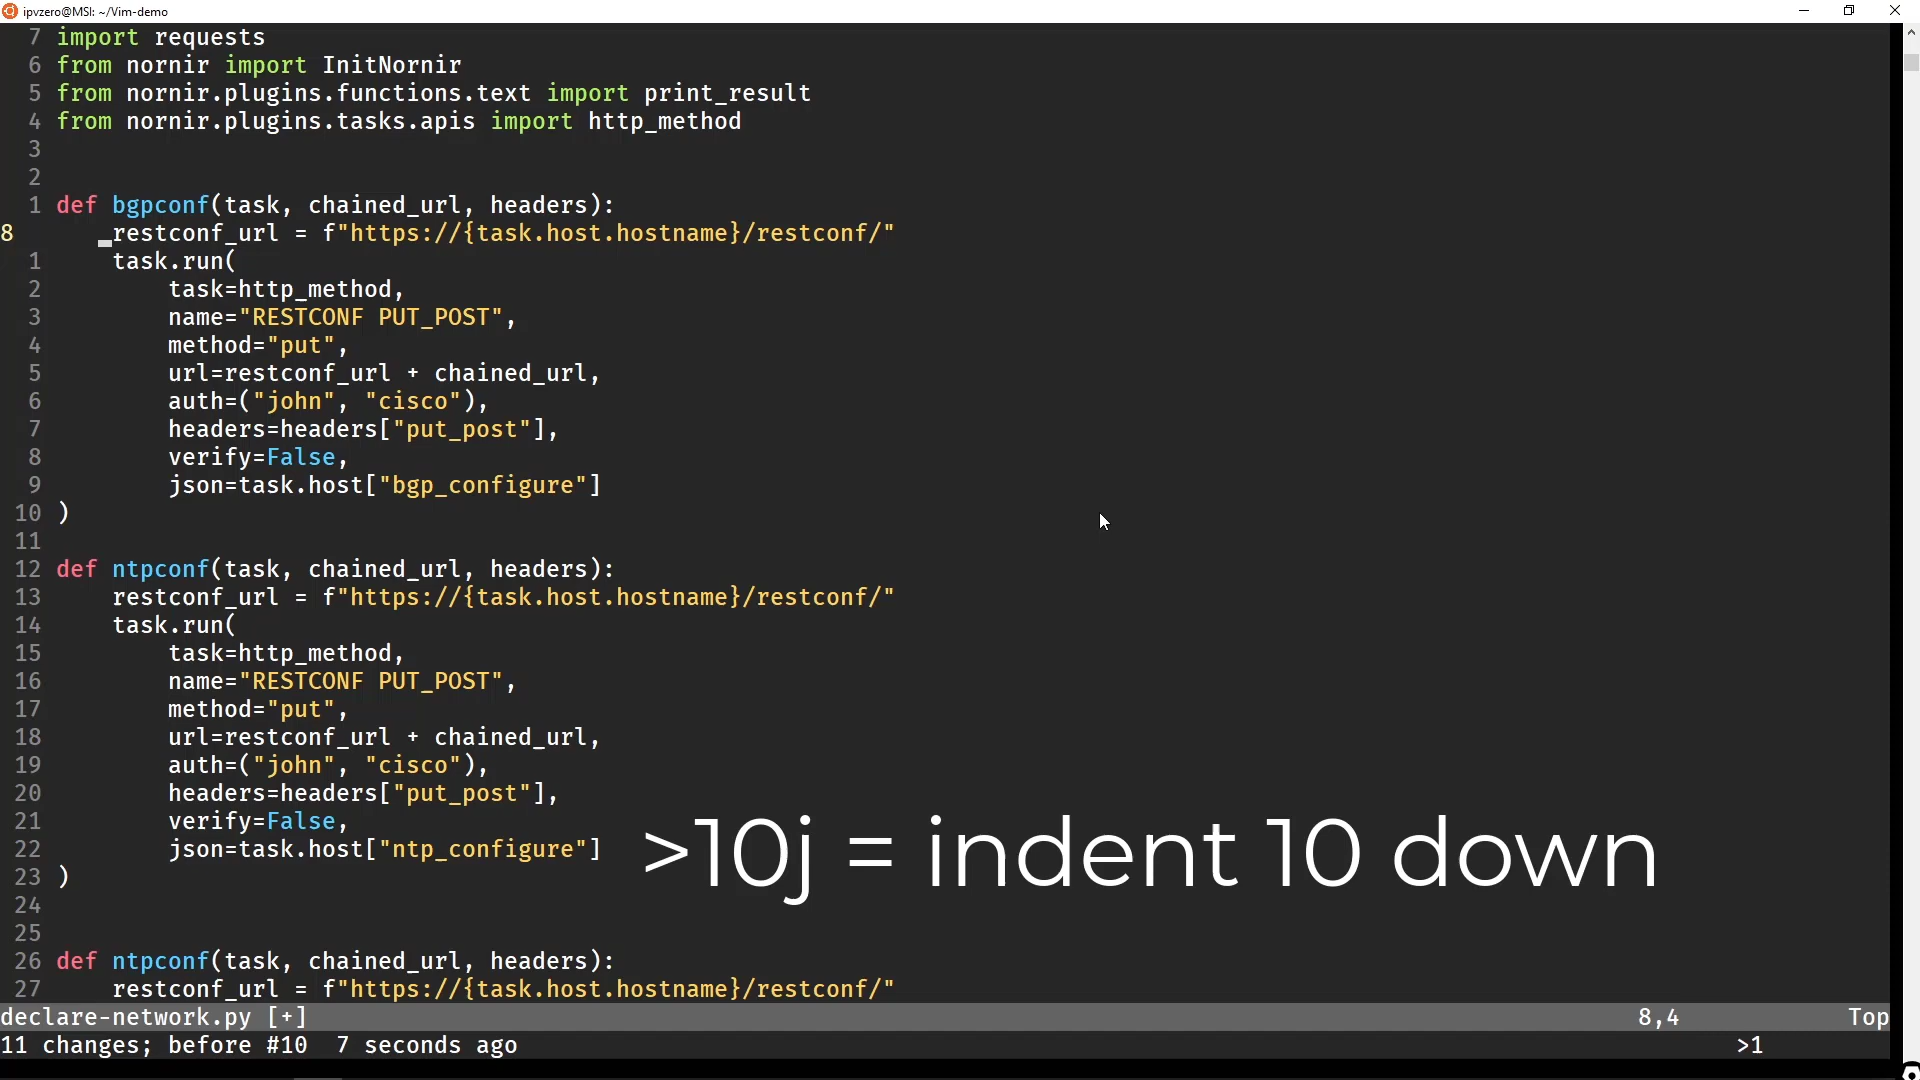 ipvzero@MSI: ~/Vim-demo
7 import requests
6 from nornir import InitNornir
5 from nornir.plugins.functions.text import print_result
4 from nornir.plugins.tasks.apis import http_method
3
2
1 def bgpconf(task, chained_url, headers):
8     restconf_url = f"https://{task.host.hostname}/restconf/"
1     task.run(
2         task=http_method,
3         name="RESTCONF PUT_POST",
4         method="put",
5         url=restconf_url + chained_url,
6         auth=("john", "cisco"),
7         headers=headers["put_post"],
8         verify=False,
9         json=task.host["bgp_configure"]
10 )
11
12 def ntpconf(task, chained_url, headers):
13     restconf_url = f"https://{task.host.hostname}/restconf/"
14     task.run(
15         task=http_method,
16         name="RESTCONF PUT_POST",
17         method="put",
18         url=restconf_url + chained_url,
19         auth=("john", "cisco"),
20         headers=headers["put_post"],
21         verify=False,
22         json=task.host["ntp_configure"]
>10j = indent 10 down
23 )
24
25
26 def ntpconf(task, chained_url, headers):
27     restconf_url = f"https://{task.host.hostname}/restconf/"
declare-network.py [+] 8,4 Top
11 changes; before #10  7 seconds ago >1